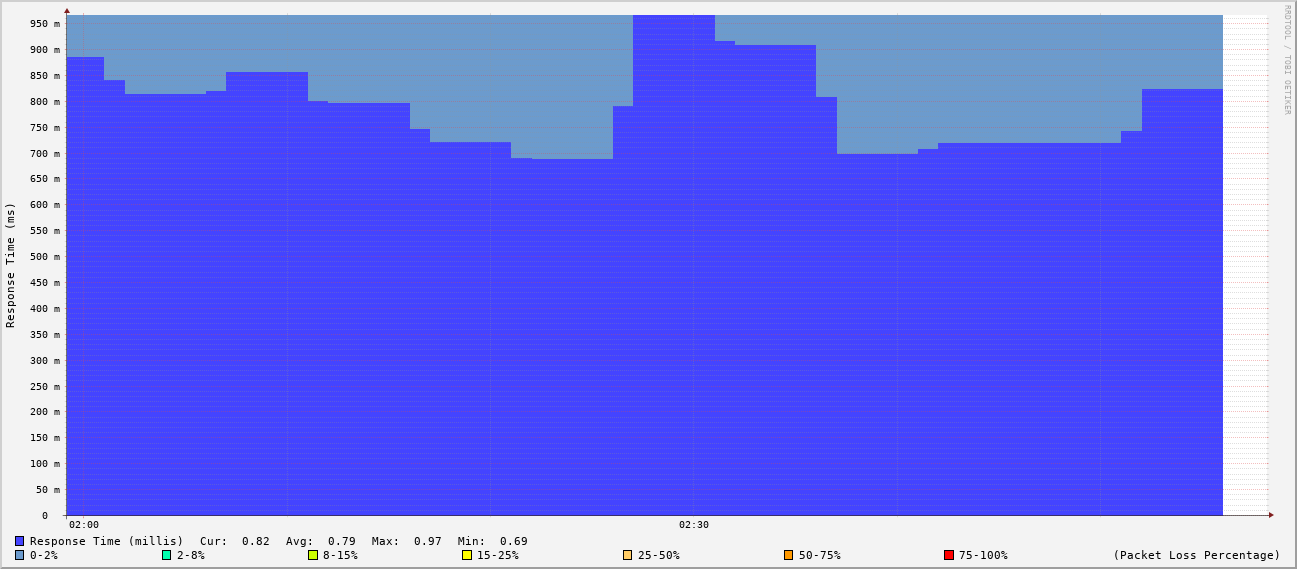 RRDTOOL / TOBI OETIKER
Response Time (ms)
950 m
900 m
850 m
800 m
750 m
700 m
650 m
600 m
550 m
500 m
450 m
400 m
350 m
300 m
250 m
200 m
150 m
100 m
50 m
0
02:00 02:30
Response Time (millis) Cur: 0.82 Avg: 0.79 Max: 0.97 Min: 0.69
0-2% 2-8% 8-15% 15-25% 25-50% 50-75% 75-100% (Packet Loss Percentage)